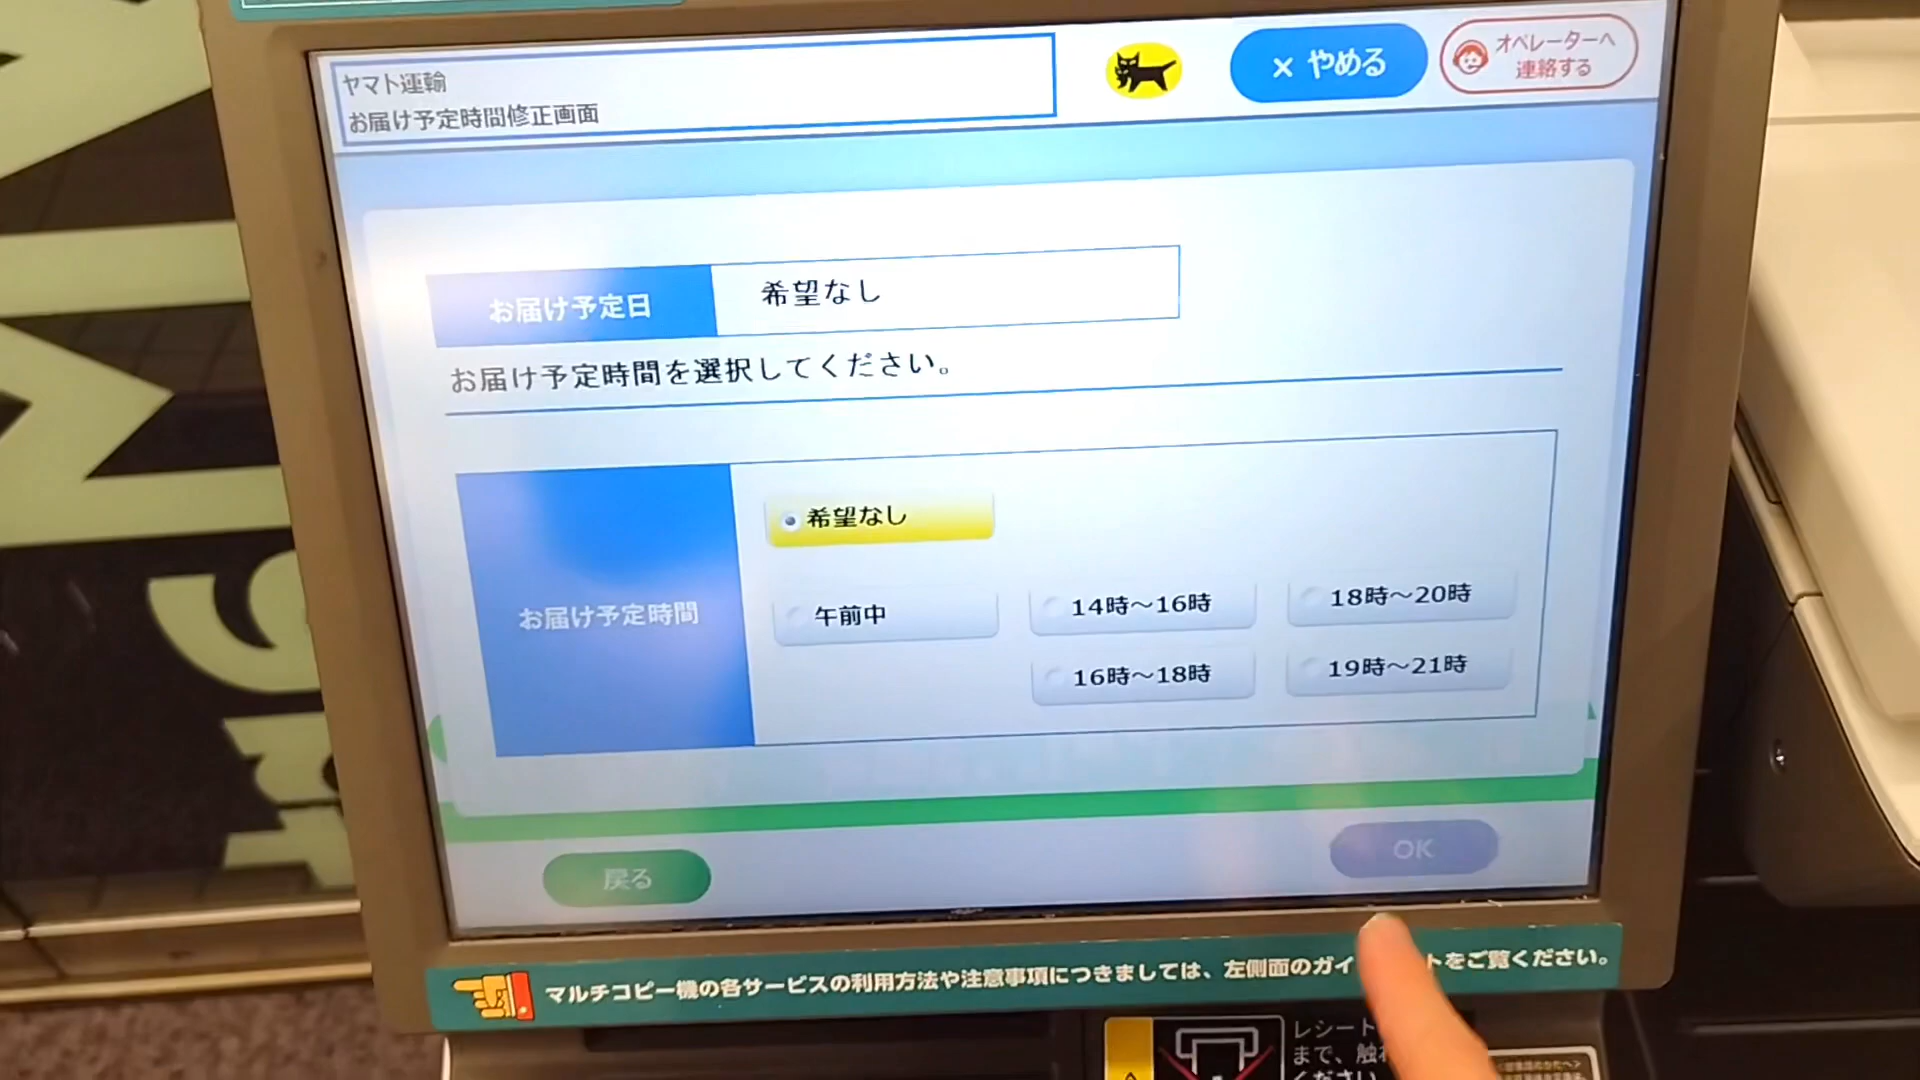 ヤマト運輸
お届け予定時間修正画面
× やめる
オペレーターへ
連絡する
お届け予定日
希望なし
お届け予定時間を選択してください。
お届け予定時間
希望なし
午前中
14時～16時
18時～20時
16時～18時
19時～21時
戻る
OK
マルチコピー機の各サービスの利用方法や注意事項につきましては、左側面のガイ トをご覧ください。
レシート
まで、触れ
ください